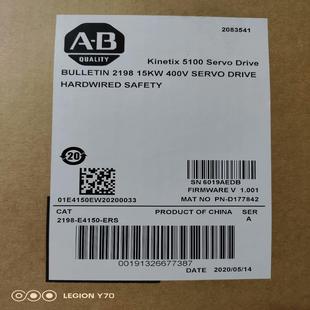 2083541
A-B
QUALITY
Kinetix 5100 Servo Drive
BULLETIN 2198 15KW 400V SERVO DRIVE
HARDWIRED SAFETY
20
SN 6019AEDB
FIRMWARE V 1.001
01E4150EW20200033
MAT NO PN-D177842
CAT
PRODUCT OF CHINA
SER
2198-E4150-ERS
A
00191326677387
DATE 2020/05/14
LEGION Y70